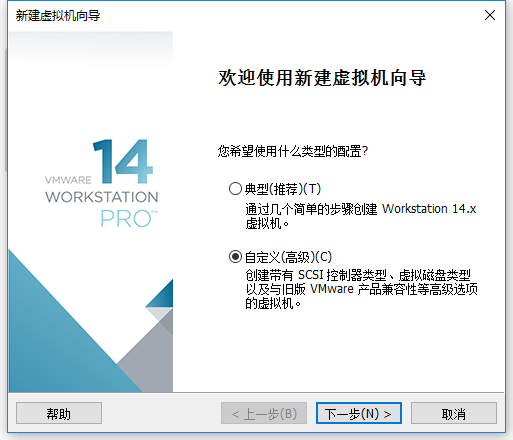 新建虚拟机向导
欢迎使用新建虚拟机向导
VMWARE 14
WORKSTATION
PRO™
您希望使用什么类型的配置?
典型(推荐)(T)
通过几个简单的步骤创建 Workstation 14.x
虚拟机。
自定义(高级)(C)
创建带有 SCSI 控制器类型、虚拟磁盘类型
以及与旧版 VMware 产品兼容性等高级选项
的虚拟机。
帮助
< 上一步(B)
下一步(N) >
取消